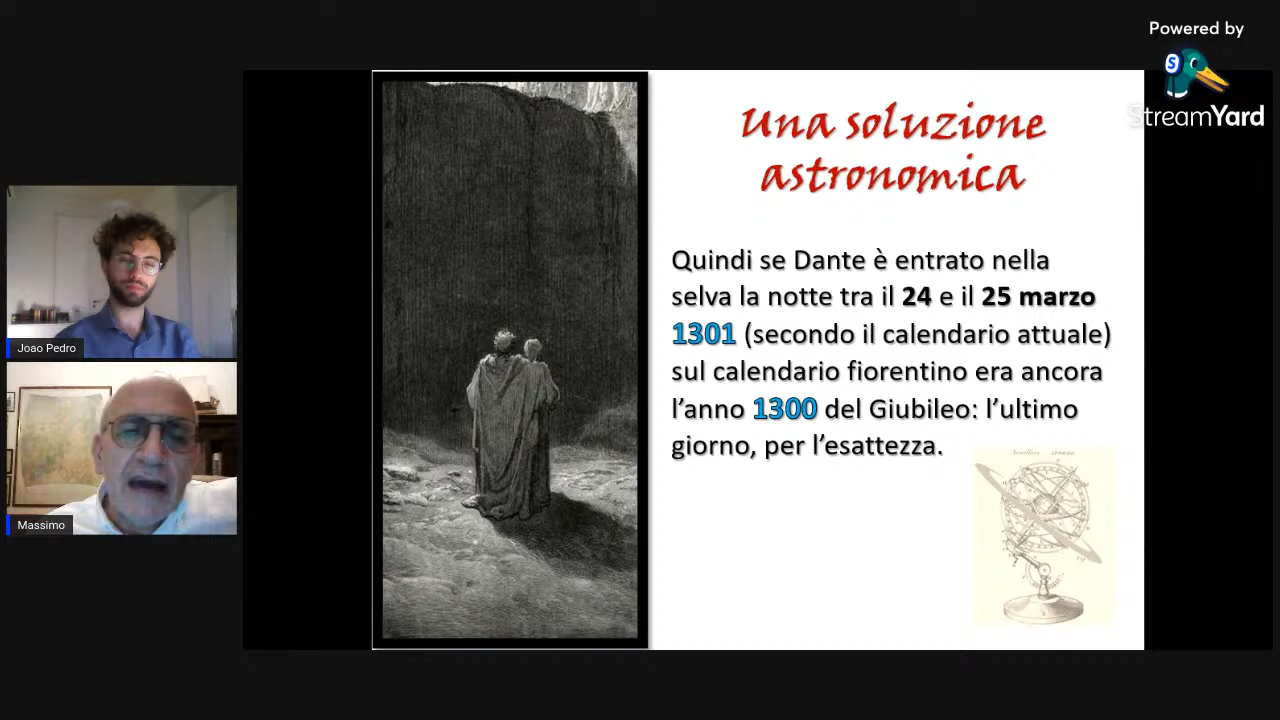 Powered by
StreamYard
Una soluzione
astronomica
Quindi se Dante è entrato nella
selva la notte tra il 24 e il 25 marzo
1301 (secondo il calendario attuale)
sul calendario fiorentino era ancora
l’anno 1300 del Giubileo: l’ultimo
giorno, per l’esattezza.
Joao Pedro
Massimo